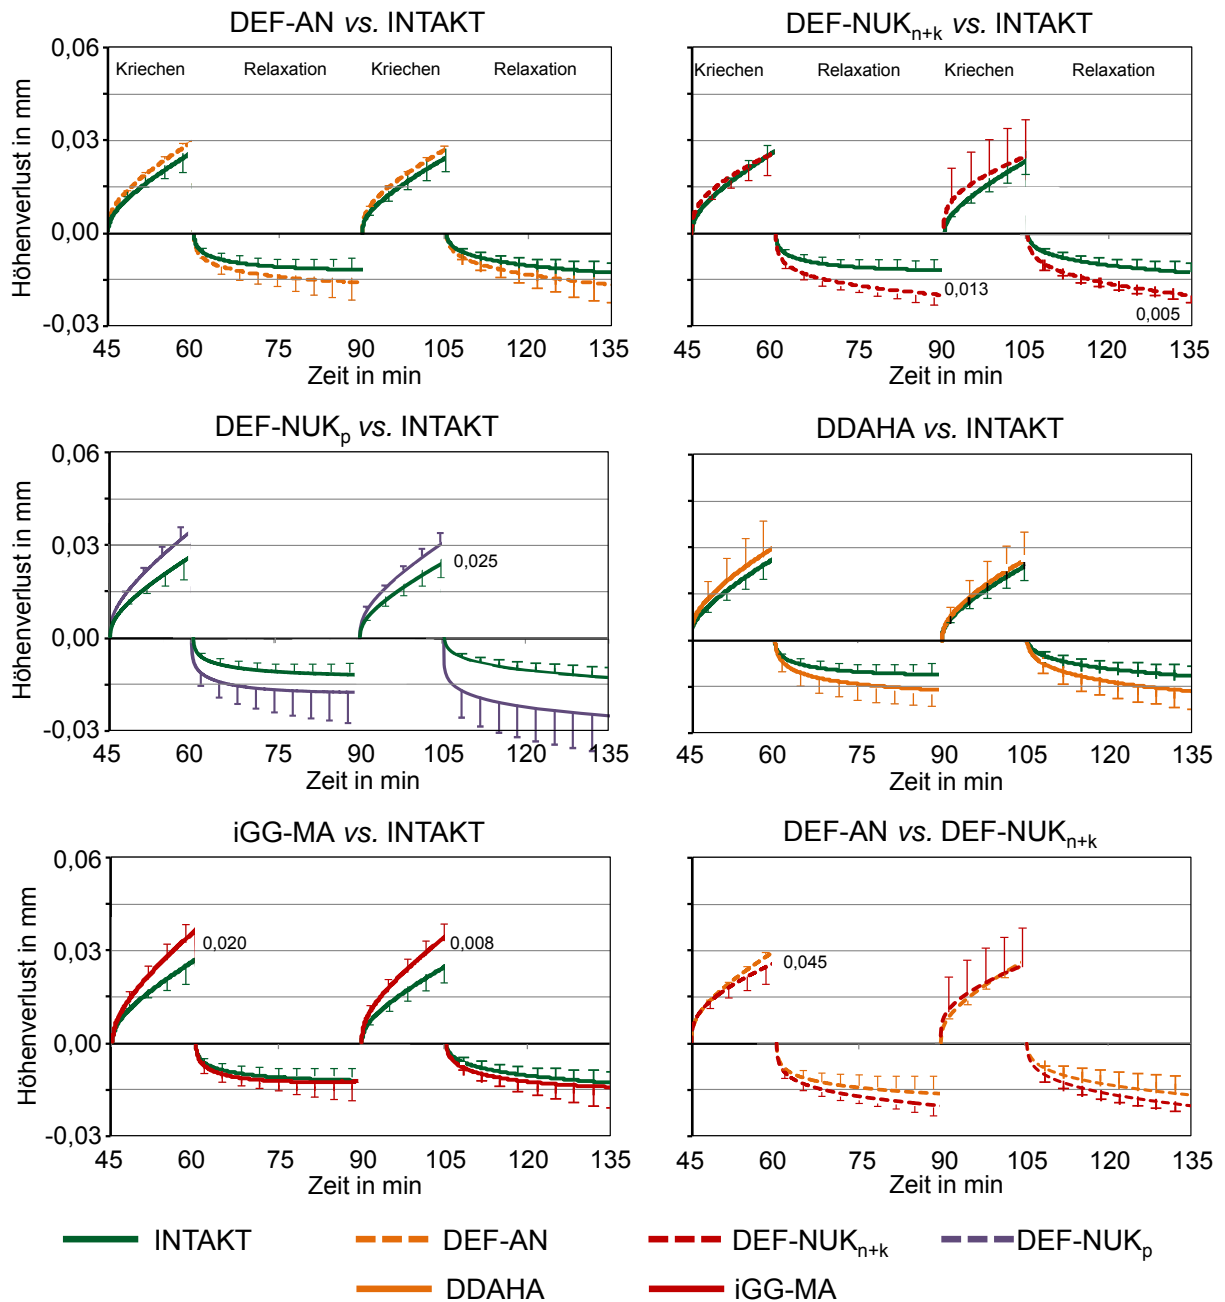 DEF-AN vs. INTAKT
Höhenverlust in mm
0,06
0,03
0,00
-0,03
Kriechen Relaxation Kriechen Relaxation
45 60 75 90 105 135
Zeit in min
DEF-NUKn+k vs. INTAKT
Kriechen Relaxation Kriechen Relaxation
0,013
0,005
45 60 75 90 105 120 135
Zeit in min
DEF-NUKp vs. INTAKT
Höhenverlust in mm
0,06
0,03
0,00
-0,03
0,025
45 60 75 90 105 120 135
Zeit in min
DDAHA vs. INTAKT
45 60 75 90 105 120 135
Zeit in min
iGG-MA vs. INTAKT
Höhenverlust in mm
0,06
0,03
0,00
-0,03
0,020
0,008
45 60 75 90 105 120 135
Zeit in min
DEF-AN vs. DEF-NUKn+k
0,045
45 60 75 90 105 120 135
Zeit in min
INTAKT DEF-AN DEF-NUKn+k DEF-NUKp
DDAHA iGG-MA